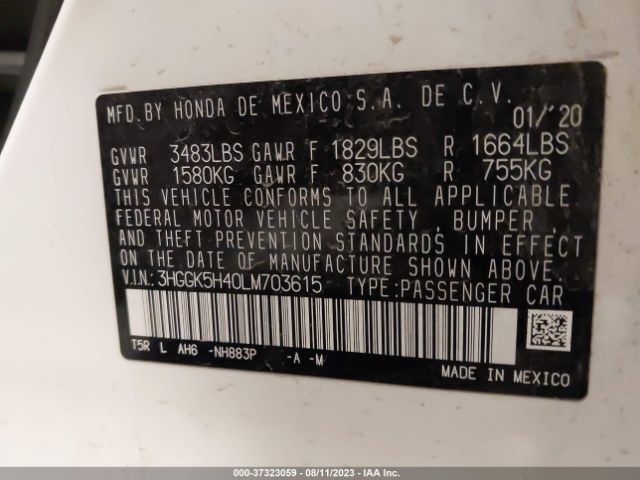 MFD.BY HONDA DE MEXICO S.A. DE C.V.
01/'20
GVWR 3483LBS GAWR F 1829LBS R 1664LBS
GVWR 1580KG GAWR F 830KG R 755KG
THIS VEHICLE CONFORMS TO ALL APPLICABLE
FEDERAL MOTOR VEHICLE SAFETY , BUMPER ,
AND THEFT PREVENTION STANDARDS IN EFFECT
ON THE DATE OF MANUFACTURE SHOWN ABOVE.
V.I.N.: 3HGGK5H40LM703615 TYPE:PASSENGER CAR
T5R L AH6 -NH883P -A -M
MADE IN MEXICO
000-37323059 - 08/11/2023 - IAA Inc.